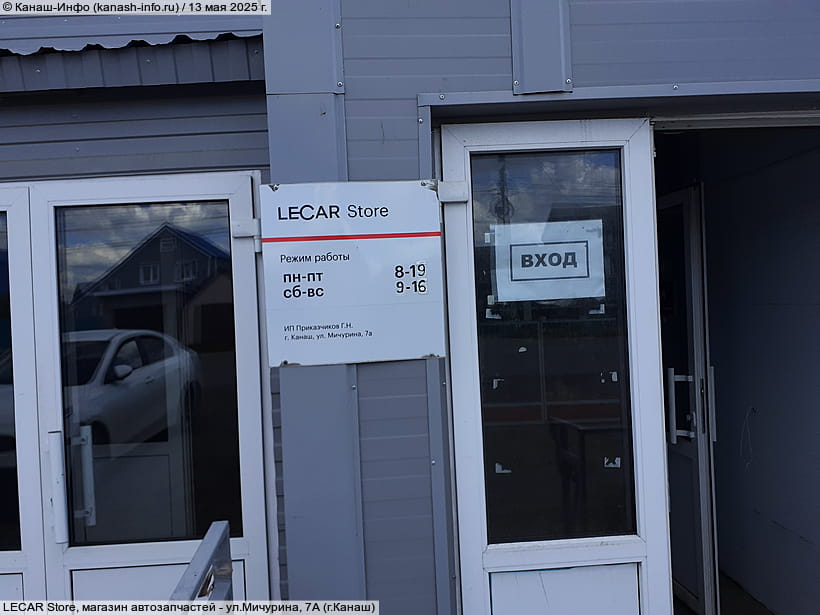 © Канаш-Инфо (kanash-info.ru) / 13 мая 2025 г.
LECAR Store
Режим работы
пн-пт 8-19
сб-вс 9-16
ИП Приказчиков Г.Н.
г. Канаш, ул. Мичурина, 7а
ВХОД
LECAR Store, магазин автозапчастей - ул.Мичурина, 7А (г.Канаш)